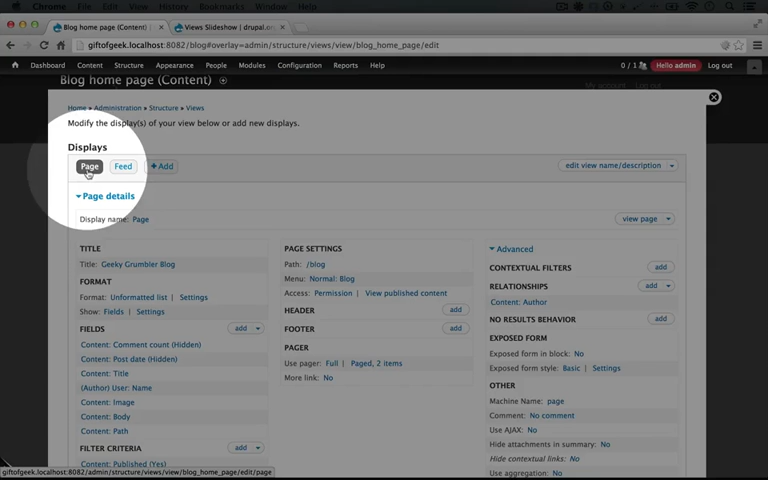 Chrome File Edit View History Bookmarks Window Help
Blog home page (Content) |
Views Slideshow | drupal.or
giftofgeek.localhost:8082/blog#overlay=admin/structure/views/view/blog_home_page/edit
Dashboard Content Structure Appearance People Modules Configuration Reports Help 0 / 1 Hello admin Log out
Blog home page (Content)
My account Log out
Home » Administration » Structure » Views
Modify the display(s) of your view below or add new displays.
Displays
Page Feed + Add edit view name/description
Page details
Display name: Page view page
TITLE
Title: Geeky Grumbler Blog
FORMAT
Format: Unformatted list | Settings
Show: Fields | Settings
FIELDS add
Content: Comment count (Hidden)
Content: Post date (Hidden)
Content: Title
(Author) User: Name
Content: Image
Content: Body
Content: Path
FILTER CRITERIA add
Content: Published (Yes)
PAGE SETTINGS
Path: /blog
Menu: Normal: Blog
Access: Permission | View published content
HEADER add
FOOTER add
PAGER
Use pager: Full | Paged, 2 items
More link: No
Advanced
CONTEXTUAL FILTERS add
RELATIONSHIPS add
Content: Author
NO RESULTS BEHAVIOR add
EXPOSED FORM
Exposed form in block: No
Exposed form style: Basic | Settings
OTHER
Machine Name: page
Comment: No comment
Use AJAX: No
Hide attachments in summary: No
Hide contextual links: No
Use aggregation: No
giftofgeek.localhost:8082/admin/structure/views/view/blog_home_page/edit/page